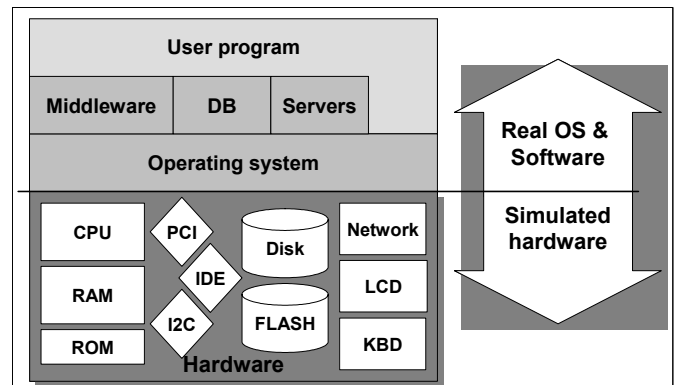 User program
Middleware DB Servers
Operating system
Real OS &
Software
Simulated
hardware
CPU
PCI
Disk
Network
RAM
IDE
LCD
I2C
FLASH
ROM
KBD
Hardware